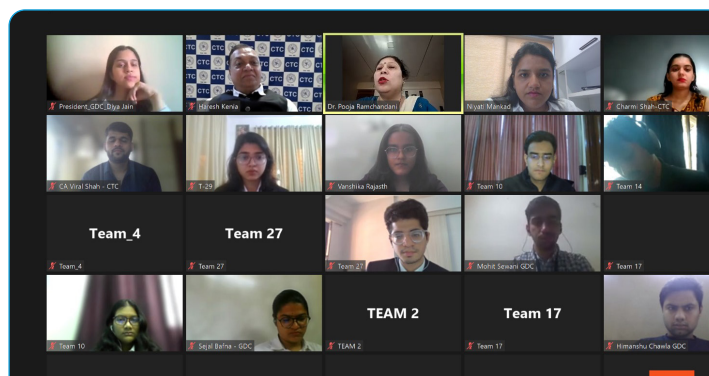 CTC
President_GDC_Diya Jain
Haresh Kenia
Dr. Pooja Ramchandani
Niyati Mankad
Charmi Shah-CTC
CA Viral Shah - CTC
T-29
Vanshika Rajasth
Team 10
Team 14
Team_4
Team 27
Team_4
Team 27
Team 27
Mohit Sewani GDC
Team 17
TEAM 2
Team 17
Team 10
Sejal Bafna - GDC
TEAM 2
Team 17
Himanshu Chawla GDC